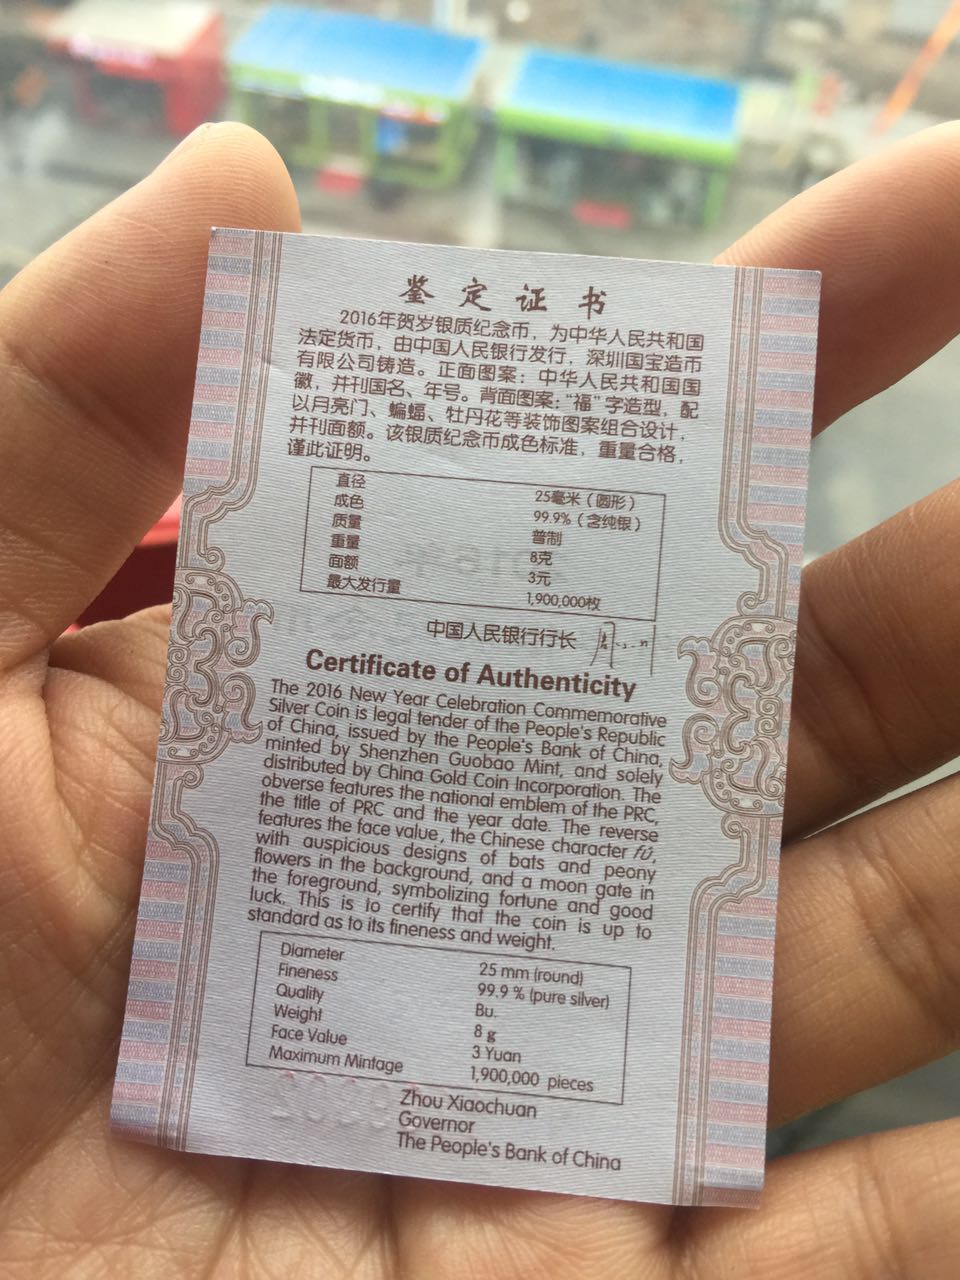 鉴定证书
2016年贺岁银质纪念币，为中华人民共和国
法定货币，由中国人民银行发行，深圳国宝造币
有限公司铸造。正面图案：中华人民共和国国
徽，并刊国名、年号。背面图案：“福”字造型，配
以月亮门、蝙蝠、牡丹花等装饰图案组合设计，
并刊面额。该银质纪念币成色标准，重量合格，
谨此证明。
直径 25毫米（圆形）
成色 99.9%（含纯银）
质量 普制
重量 8克
面额 3元
最大发行量 1,900,000枚
中国人民银行行长
Certificate of Authenticity
The 2016 New Year Celebration Commemorative
Silver Coin is legal tender of the People's Republic
of China, issued by the People's Bank of China,
minted by Shenzhen Guobao Mint, and solely
distributed by China Gold Coin Incorporation. The
obverse features the national emblem of the PRC,
the title of PRC and the year date. The reverse
features the face value, the Chinese character fú,
with auspicious designs of bats and peony
flowers in the background, and a moon gate in
the foreground, symbolizing fortune and good
luck. This is to certify that the coin is up to
standard as to its fineness and weight.
Diameter 25 mm (round)
Fineness 99.9 % (pure silver)
Quality Bu.
Weight 8 g
Face Value 3 Yuan
Maximum Mintage 1,900,000 pieces
Zhou Xiaochuan
Governor
The People's Bank of China